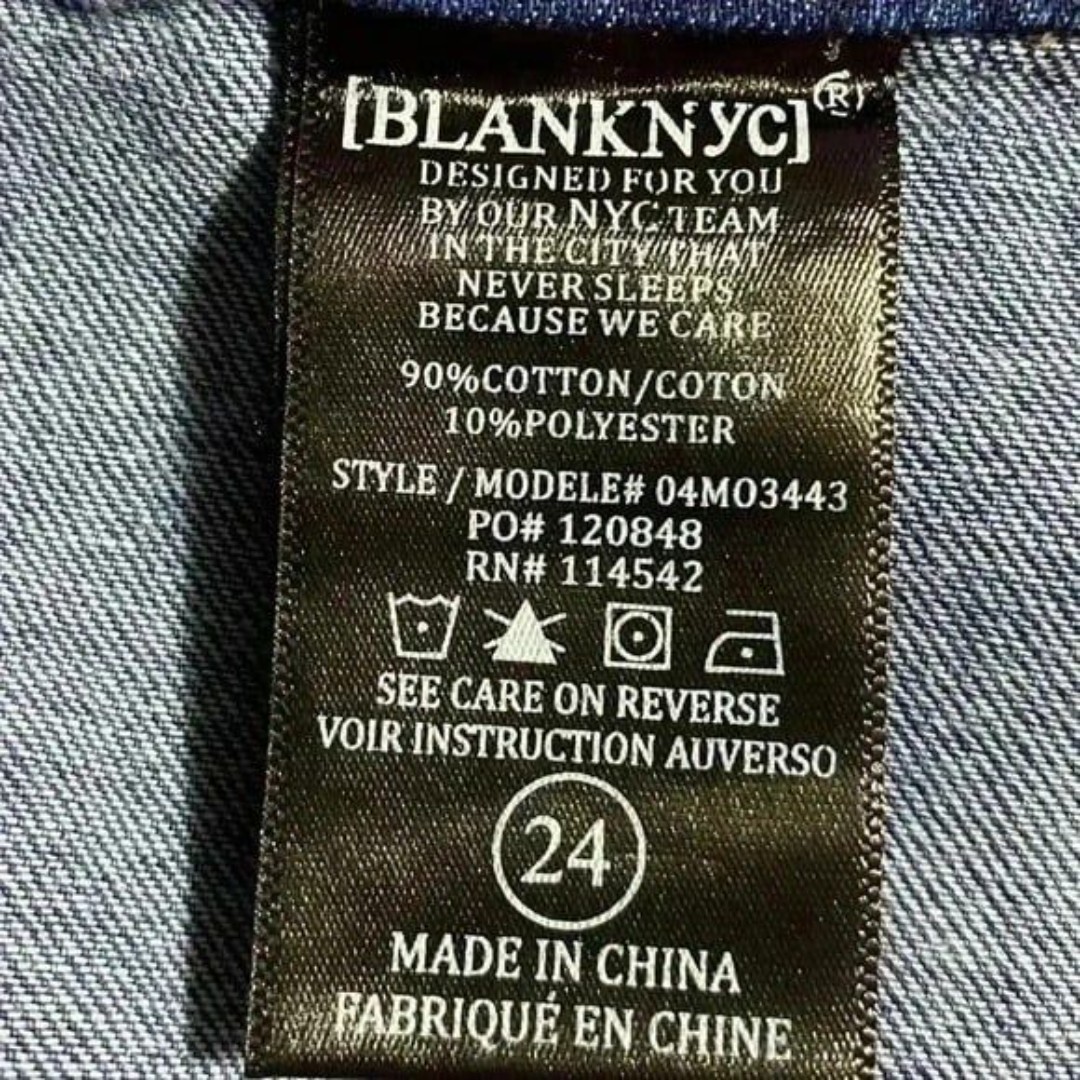 [BLANKNYC]®
DESIGNED FOR YOU
BY OUR NYC TEAM
IN THE CITY THAT
NEVER SLEEPS
BECAUSE WE CARE
90%COTTON/COTON
10%POLYESTER
STYLE / MODELE# 04MO3443
PO# 120848
RN# 114542
SEE CARE ON REVERSE
VOIR INSTRUCTION AUVERSO
24
MADE IN CHINA
FABRIQUÉ EN CHINE